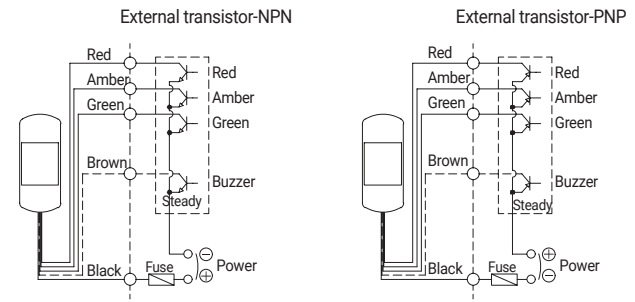 External transistor-NPN
Red
Amber
Green
Brown
Black
Red
Amber
Green
Buzzer
Steady
Fuse
⊖
⊕
Power
External transistor-PNP
Red
Amber
Green
Brown
Black
Red
Amber
Green
Buzzer
Steady
Fuse
⊕
⊖
Power